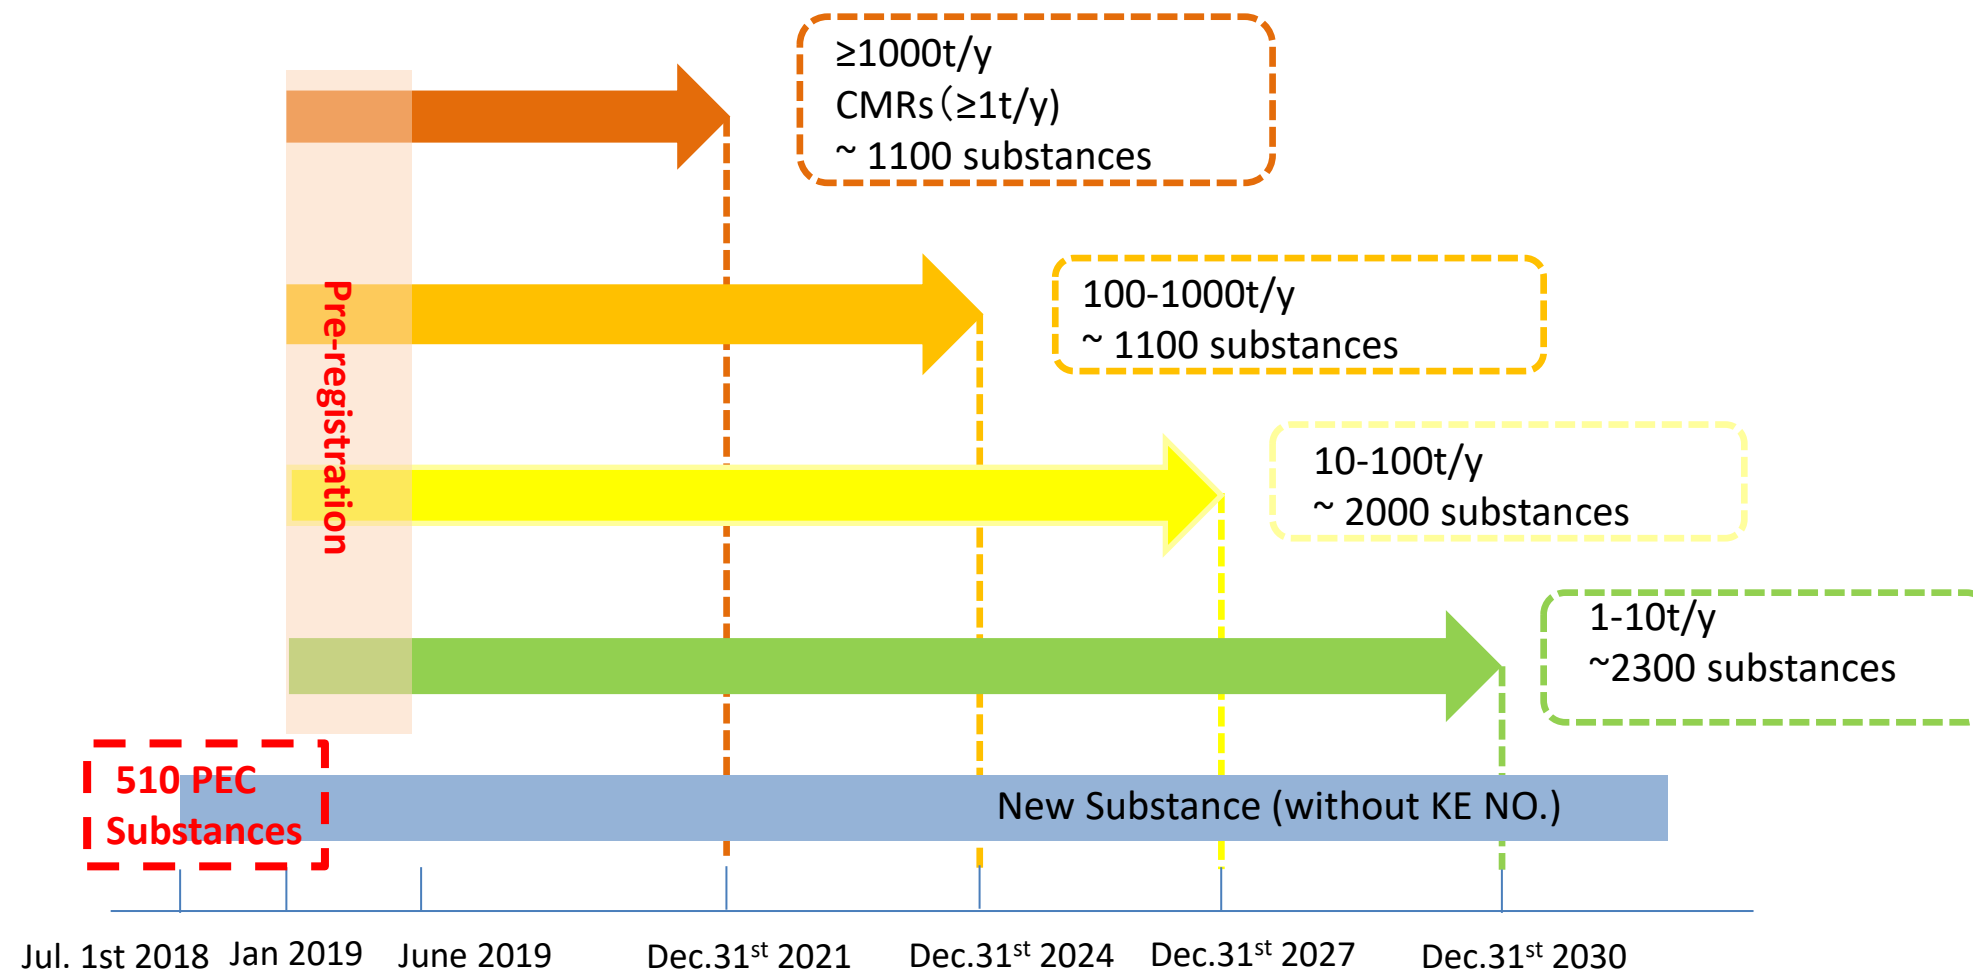 ≥1000t/y
CMRs（≥1t/y)
~ 1100 substances
100-1000t/y
~ 1100 substances
Pre-registration
10-100t/y
~ 2000 substances
1-10t/y
~2300 substances
510 PEC
Substances
New Substance (without KE NO.)
Jul. 1st 2018 Jan 2019 June 2019 Dec.31st 2021 Dec.31st 2024 Dec.31st 2027 Dec.31st 2030